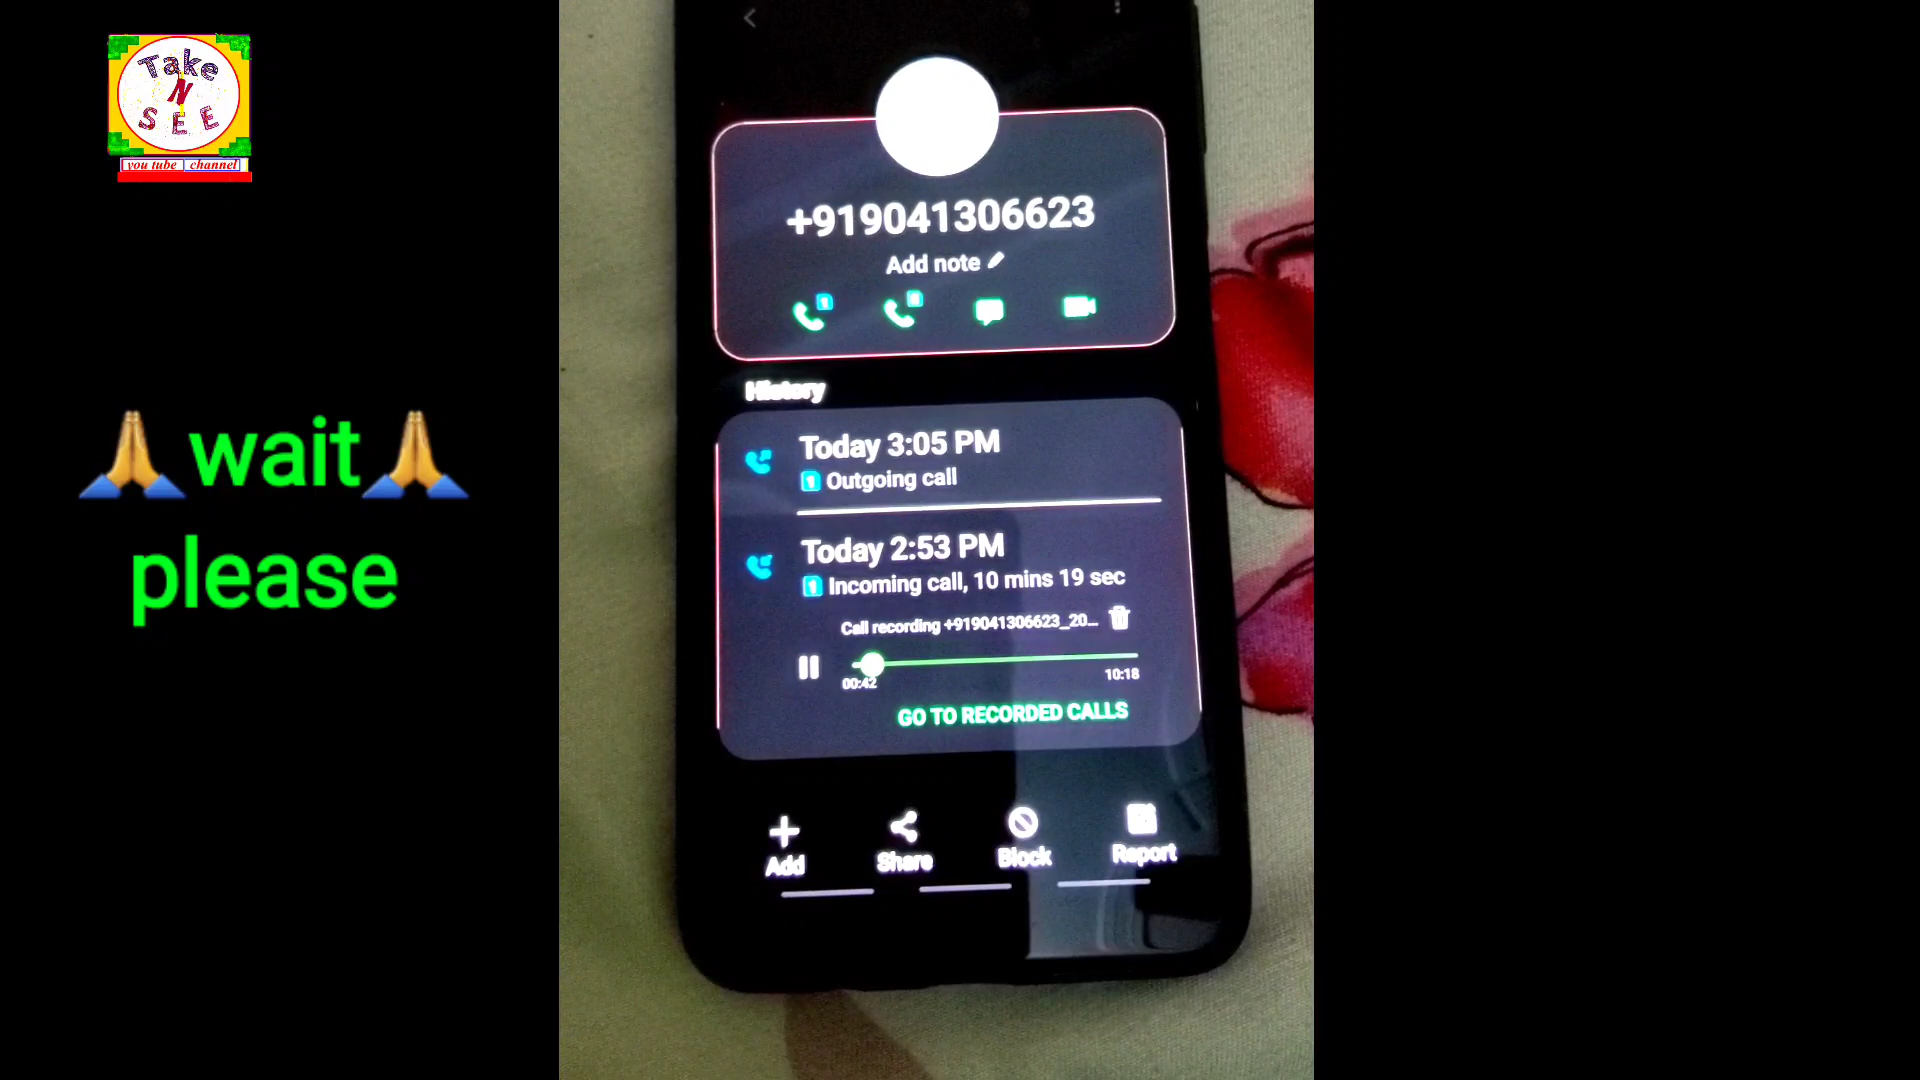 Take
N
SEE
you tube channel
🙏wait🙏
please
+919041306623
Add note
History
Today 3:05 PM
1 Outgoing call
Today 2:53 PM
1 Incoming call, 10 mins 19 sec
Call recording +919041306623_20...
00:42
10:18
GO TO RECORDED CALLS
Add
Share
Block
Report